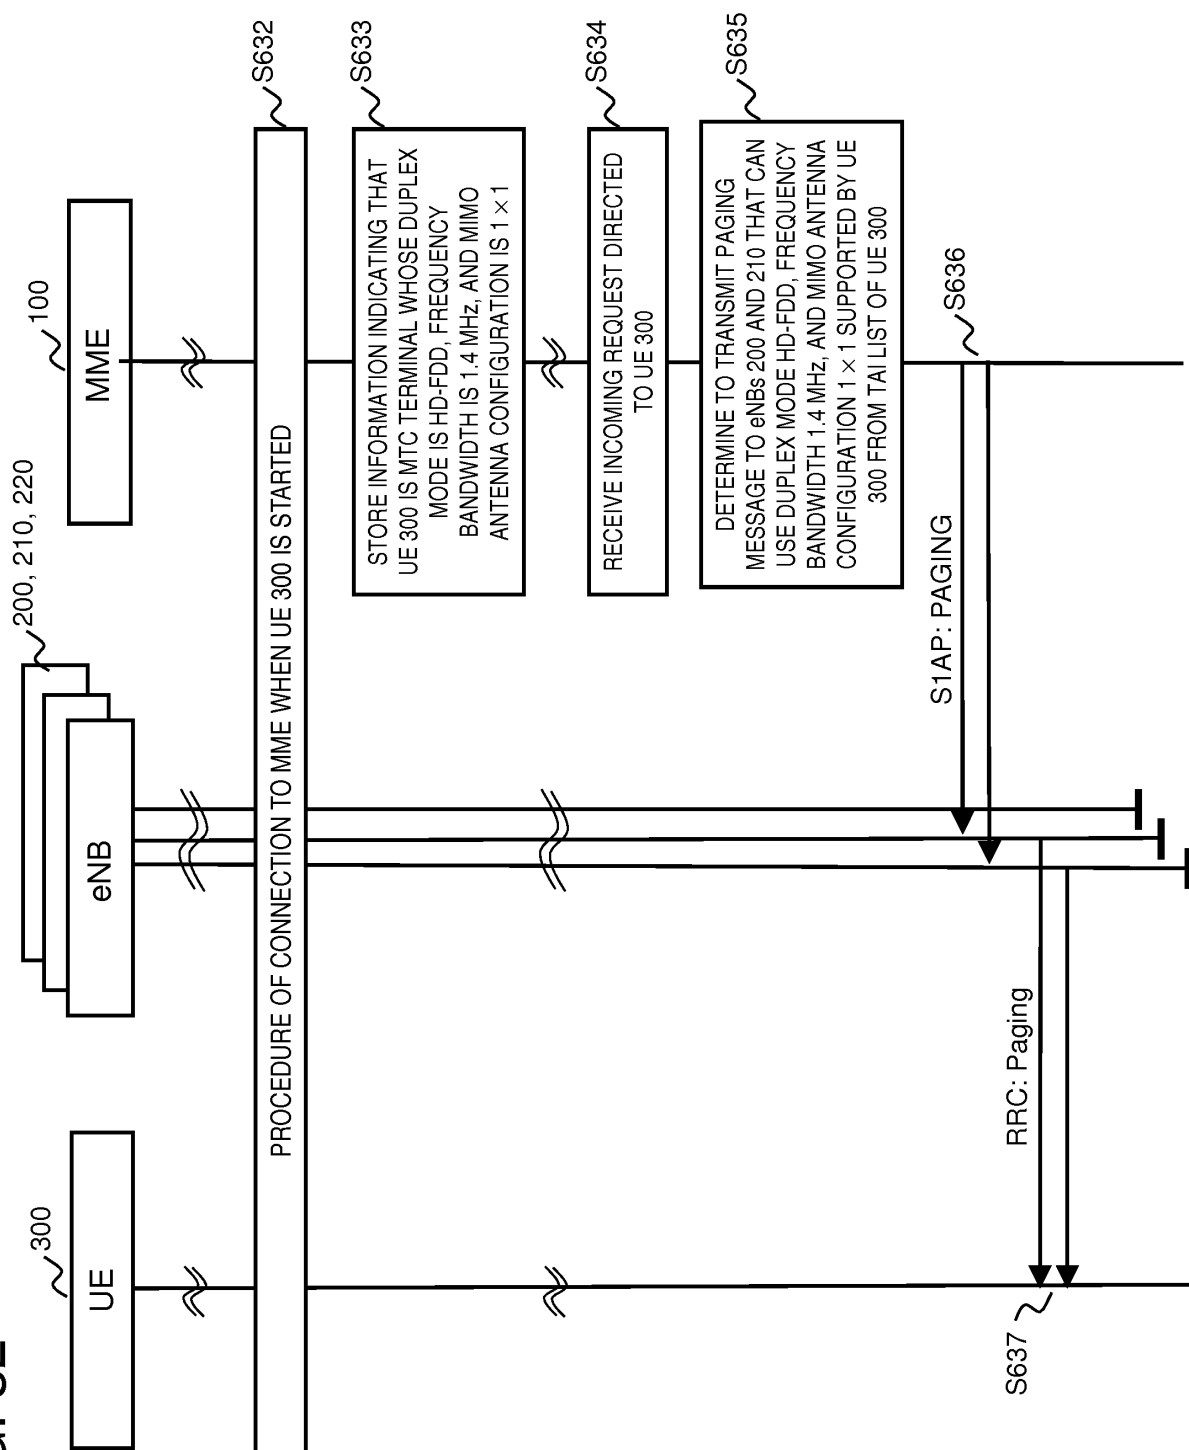 300
UE
200, 210, 220
eNB
100
MME
PROCEDURE OF CONNECTION TO MME WHEN UE 300 IS STARTED
S632
STORE INFORMATION INDICATING THAT
UE 300 IS MTC TERMINAL WHOSE DUPLEX
MODE IS HD-FDD, FREQUENCY
BANDWIDTH IS 1.4 MHz, AND MIMO
ANTENNA CONFIGURATION IS 1 × 1
S633
RECEIVE INCOMING REQUEST DIRECTED
TO UE 300
S634
DETERMINE TO TRANSMIT PAGING
MESSAGE TO eNBs 200 AND 210 THAT CAN
USE DUPLEX MODE HD-FDD, FREQUENCY
BANDWIDTH 1.4 MHz, AND MIMO ANTENNA
CONFIGURATION 1 × 1 SUPPORTED BY UE
300 FROM TAI LIST OF UE 300
S635
S1AP: PAGING
S636
RRC: Paging
S637